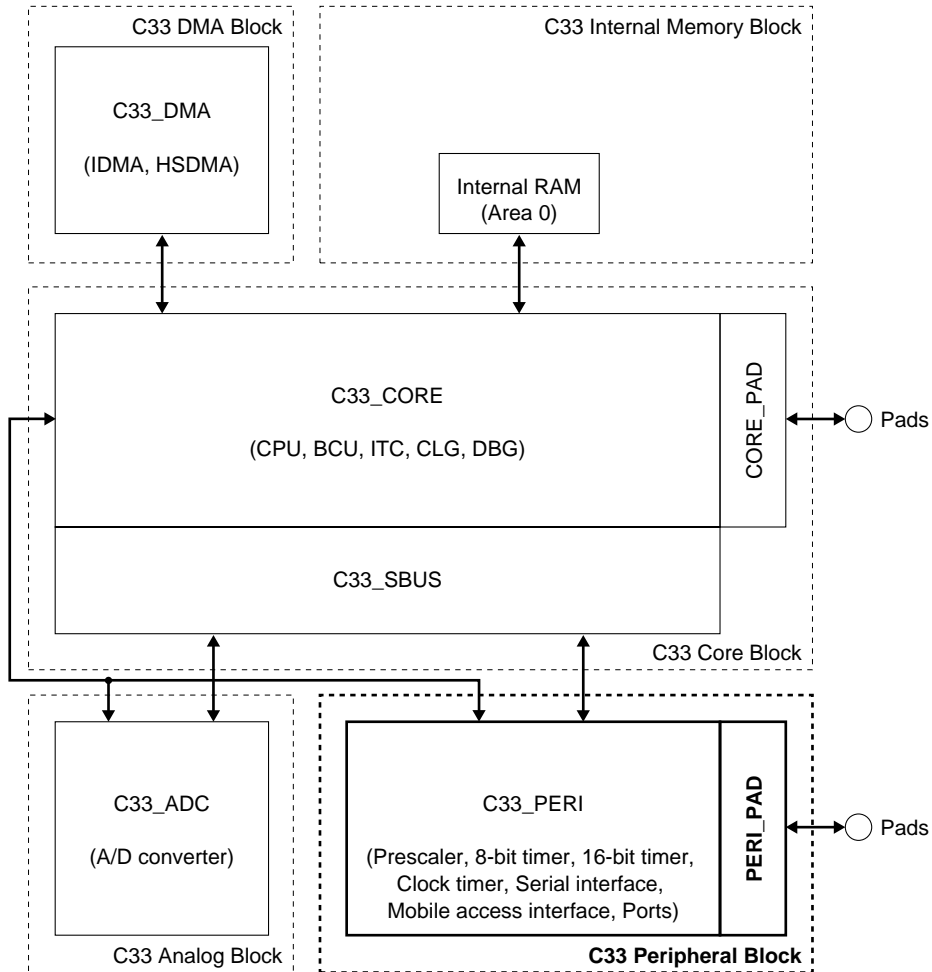 C33 DMA Block
C33 Internal Memory Block
C33_DMA
(IDMA, HSDMA)
Internal RAM
(Area 0)
C33_CORE
(CPU, BCU, ITC, CLG, DBG)
CORE_PAD
Pads
C33_SBUS
C33 Core Block
C33_ADC
(A/D converter)
C33 Analog Block
C33_PERI
(Prescaler, 8-bit timer, 16-bit timer,
Clock timer, Serial interface,
Mobile access interface, Ports)
PERI_PAD
Pads
C33 Peripheral Block